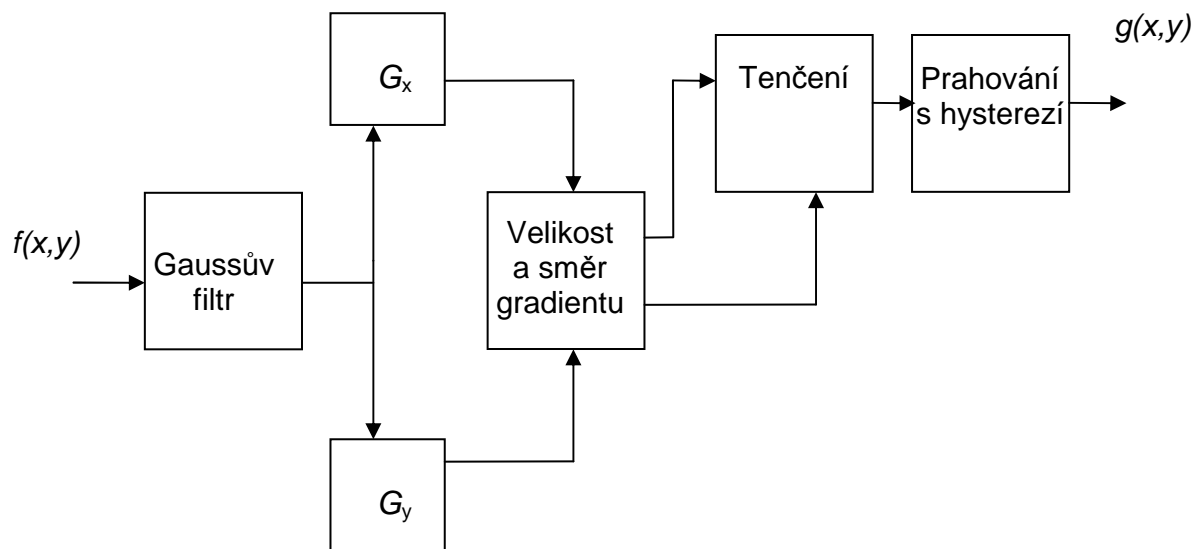 f(x,y)
Gaussův
filtr
Gx
Gy
Velikost
a směr
gradientu
Tenčení
Prahování
s hysterezí
g(x,y)